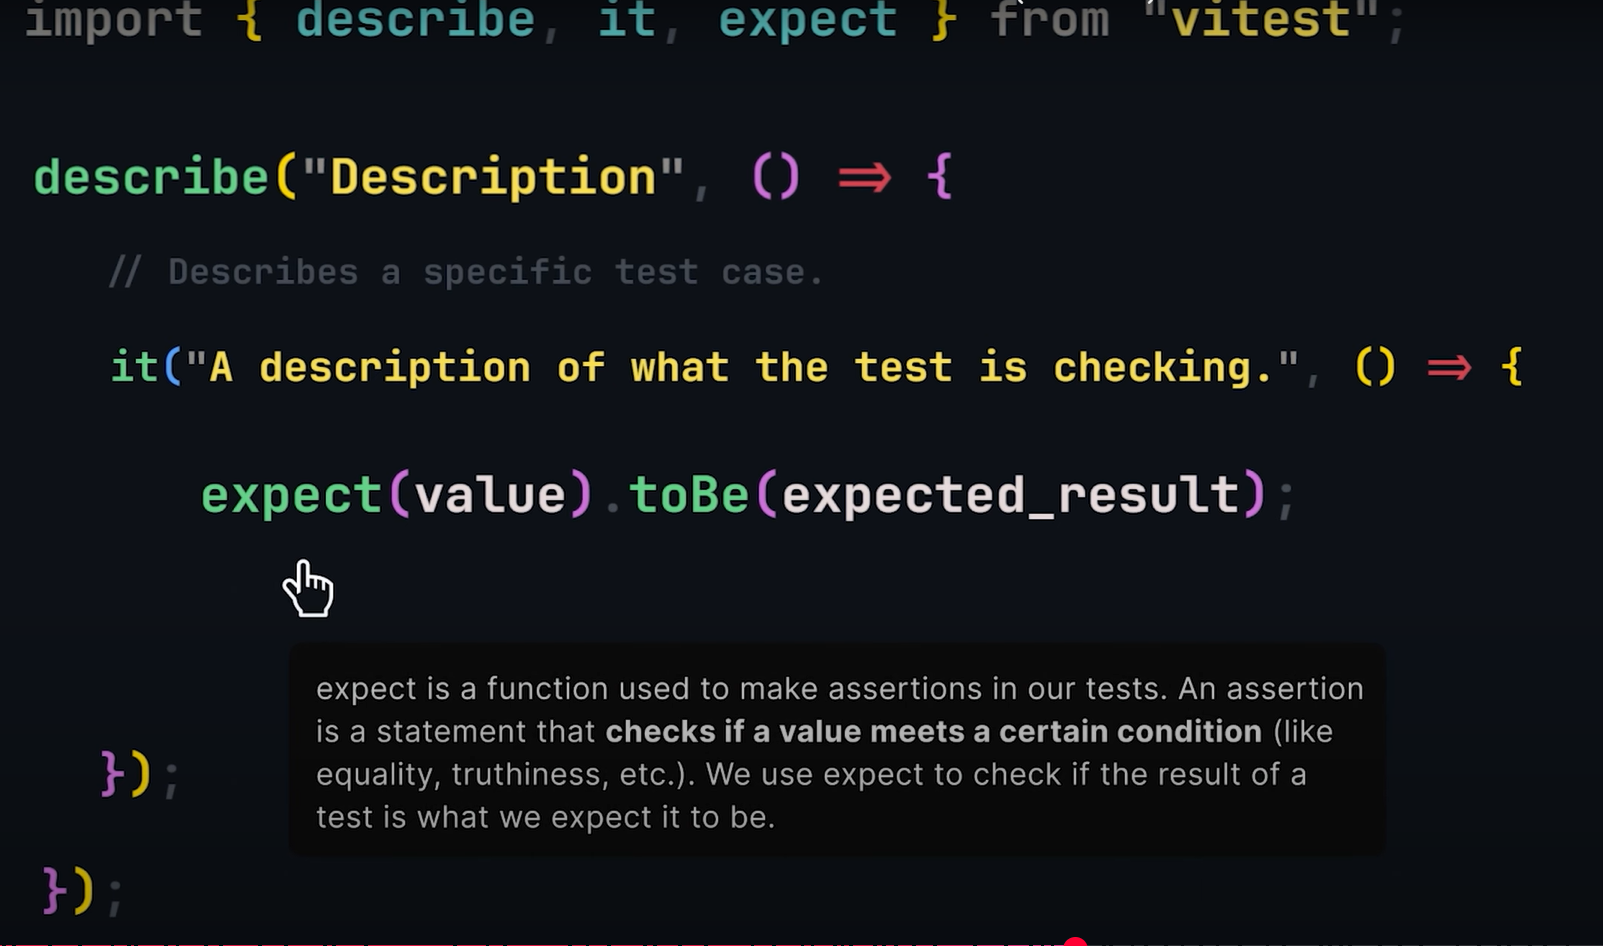 import { describe, it, expect } from "vitest";
describe("Description", () => {
// Describes a specific test case.
it("A description of what the test is checking.", () => {
expect(value).toBe(expected_result);
expect is a function used to make assertions in our tests. An assertion
is a statement that checks if a value meets a certain condition (like
equality, truthiness, etc.). We use expect to check if the result of a
test is what we expect it to be.
});
});